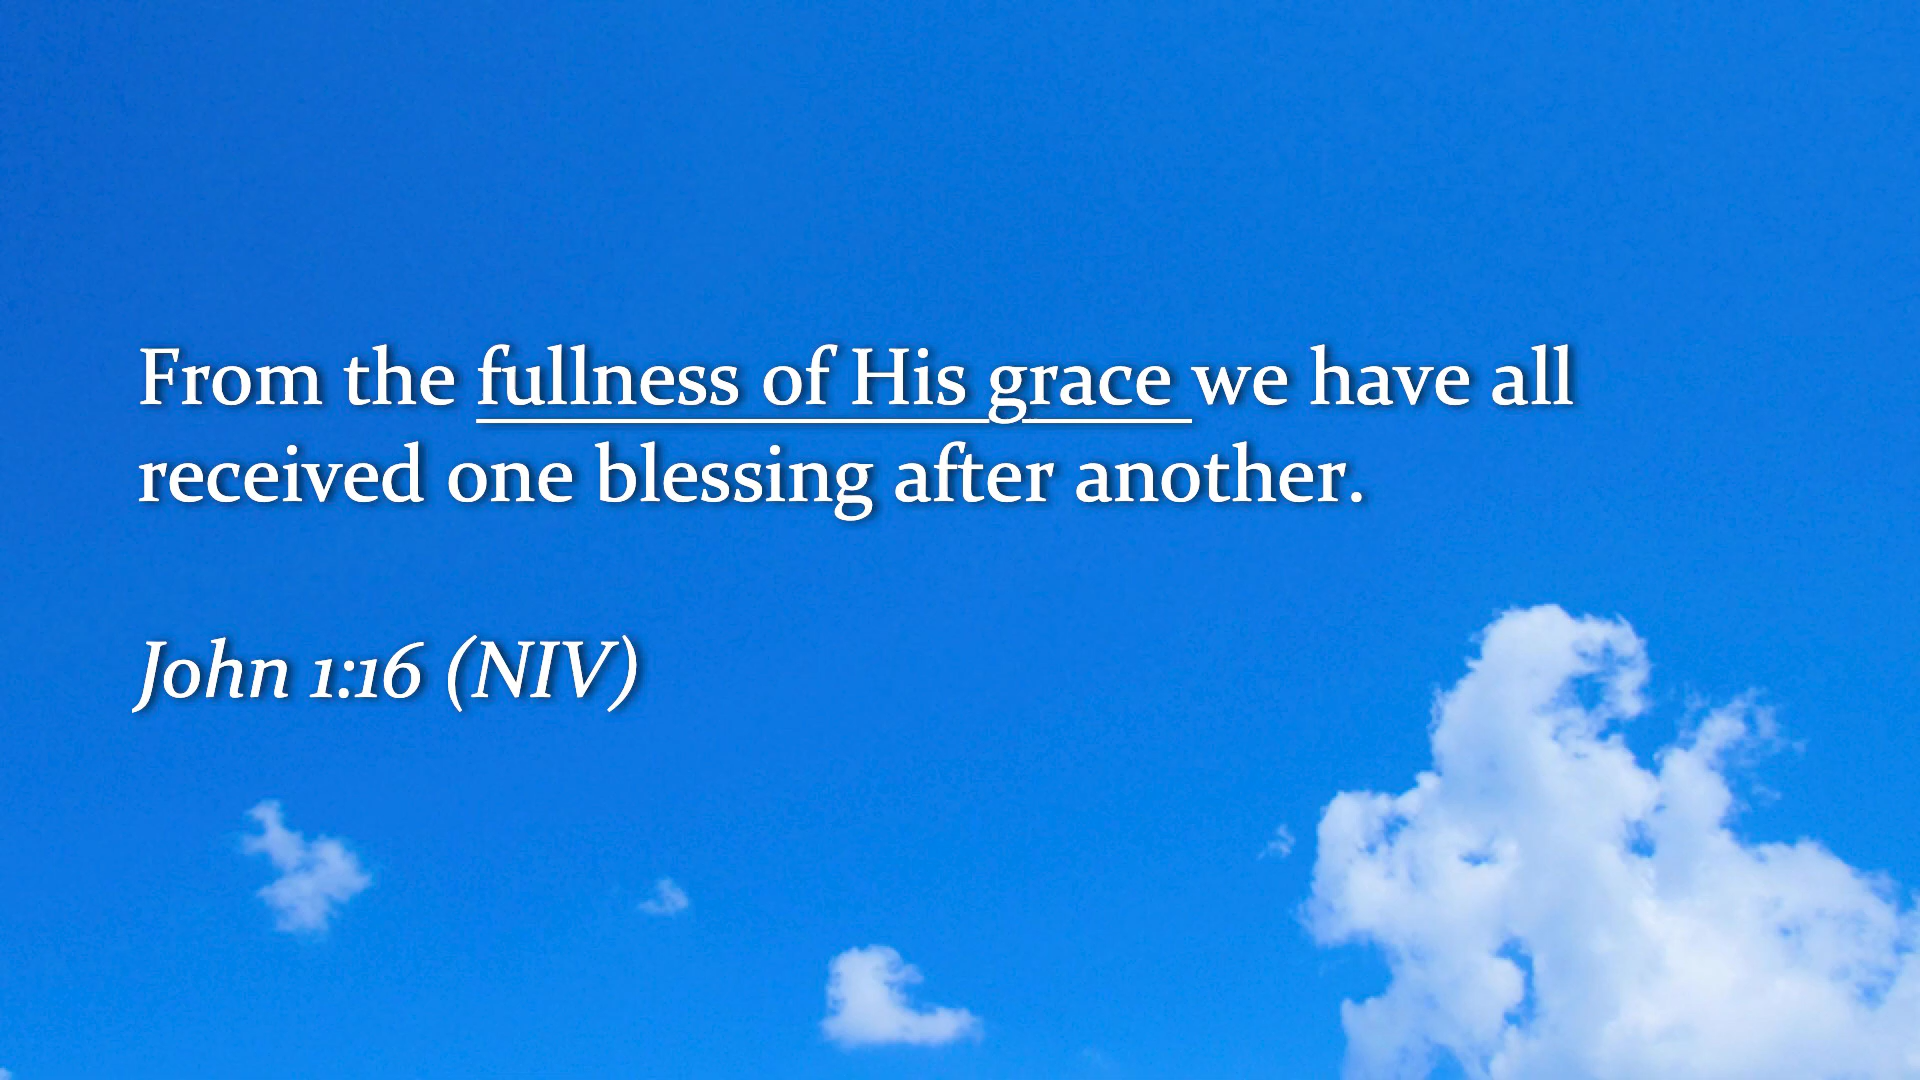 From the fullness of His grace we have all
received one blessing after another.
John 1:16 (NIV)